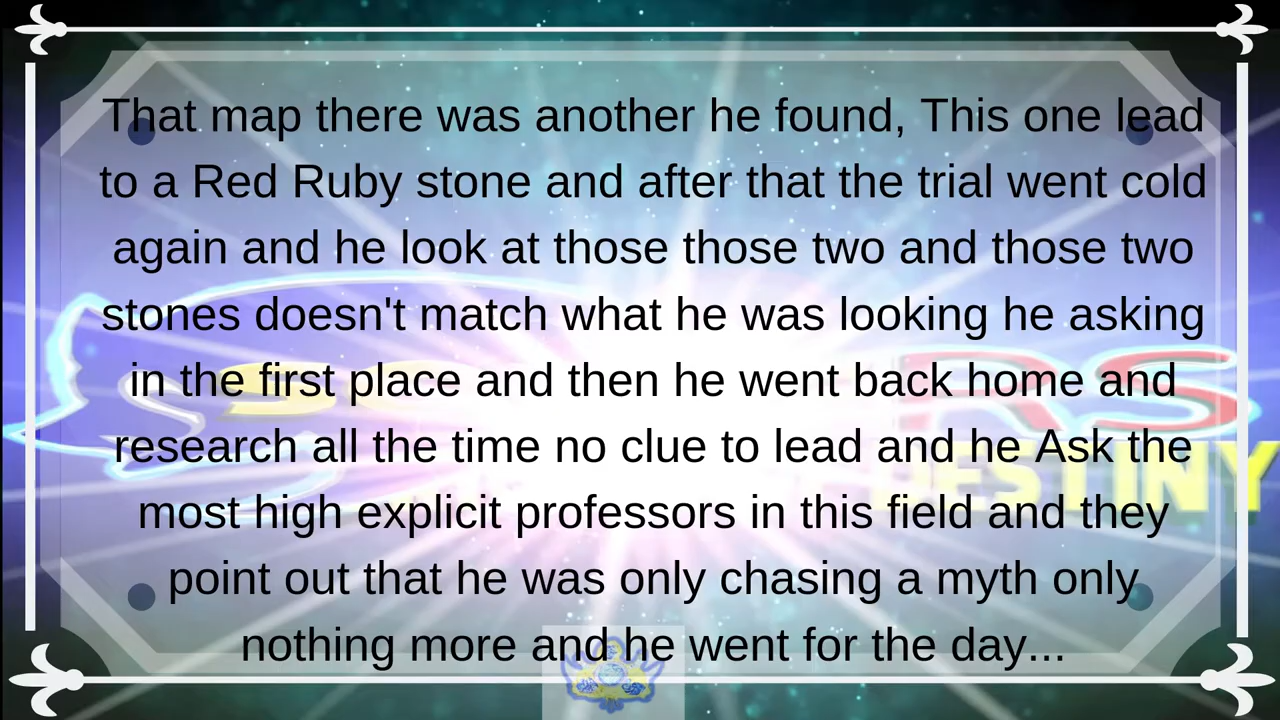 That map there was another he found, This one lead
to a Red Ruby stone and after that the trial went cold
again and he look at those those two and those two
stones doesn't match what he was looking he asking
in the first place and then he went back home and
research all the time no clue to lead and he Ask the
most high explicit professors in this field and they
point out that he was only chasing a myth only
nothing more and he went for the day...
RS
DESTINY